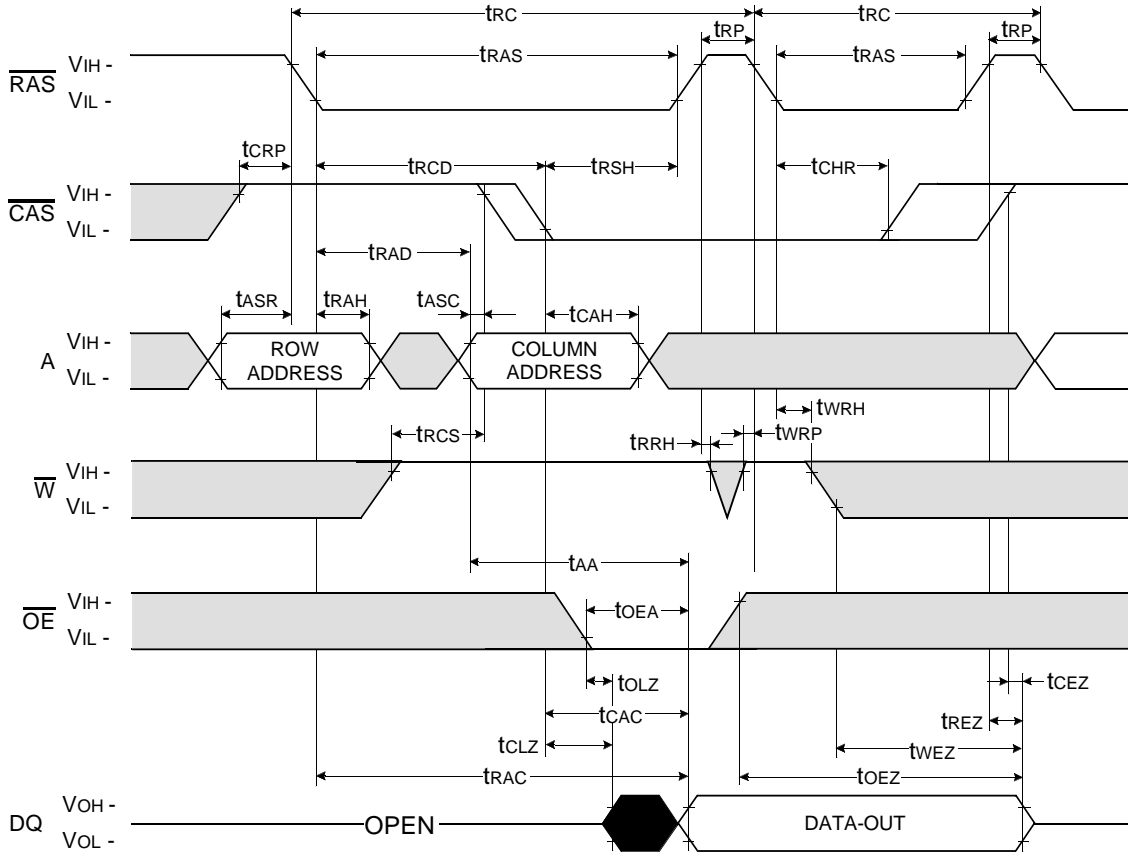 tRC
tRC
tRP
tRP
tRAS
tRAS
RAS
VIH -
VIL -
tCRP
tRCD
tRSH
tCHR
CAS
VIH -
VIL -
tRAD
tASR
tRAH
tASC
tCAH
A
VIH -
VIL -
ROW
ADDRESS
COLUMN
ADDRESS
tWRH
tRCS
tRRH
tWRP
W
VIH -
VIL -
tAA
OE
VIH -
VIL -
tOEA
tOLZ
tCEZ
tCAC
tREZ
tCLZ
tWEZ
tRAC
tOEZ
DQ
VOH -
VOL -
OPEN
DATA-OUT